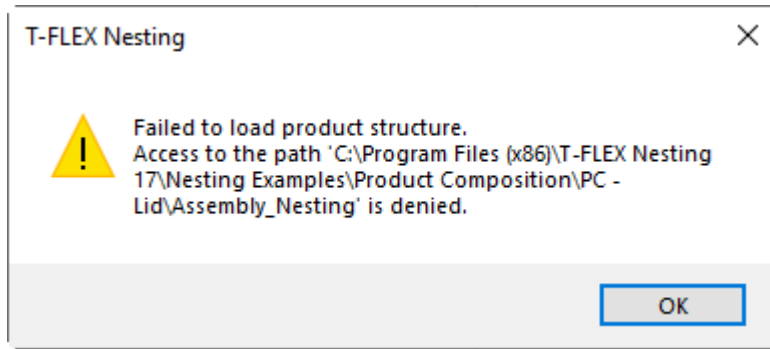 T-FLEX Nesting
Failed to load product structure.
Access to the path 'C:\Program Files (x86)\T-FLEX Nesting
17\Nesting Examples\Product Composition\PC -
Lid\Assembly_Nesting' is denied.
OK